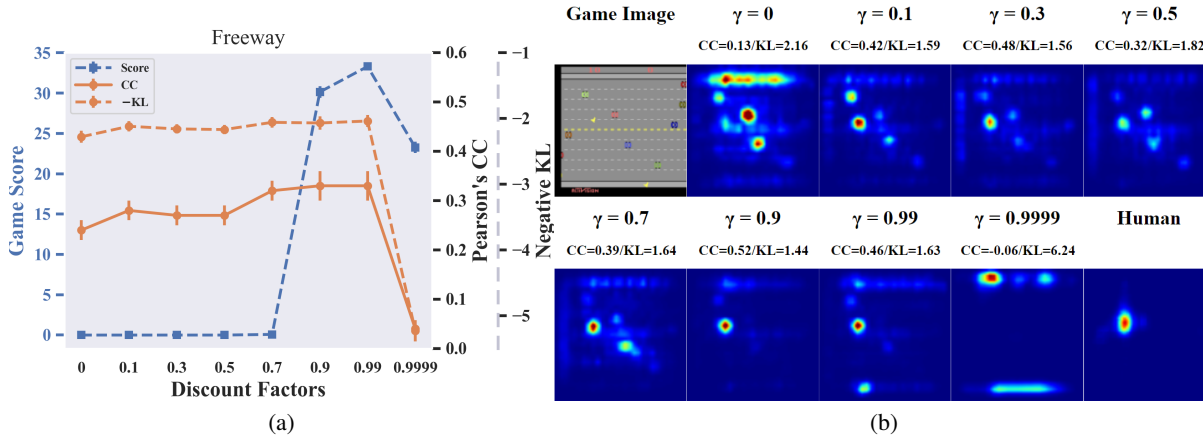 Freeway
Game Score
35
30
25
20
15
10
5
0
Score
CC
−KL
0.6
0.5
0.4
0.3
0.2
0.1
0.0
Pearson's CC
−1
−2
−3
−4
−5
Negative KL
0 0.1 0.3 0.5 0.7 0.9 0.99 0.9999
Discount Factors
(a)
Game Image γ = 0 γ = 0.1 γ = 0.3 γ = 0.5
CC=0.13/KL=2.16 CC=0.42/KL=1.59 CC=0.48/KL=1.56 CC=0.32/KL=1.82
γ = 0.7 γ = 0.9 γ = 0.99 γ = 0.9999 Human
CC=0.39/KL=1.64 CC=0.52/KL=1.44 CC=0.46/KL=1.63 CC=-0.06/KL=6.24
(b)